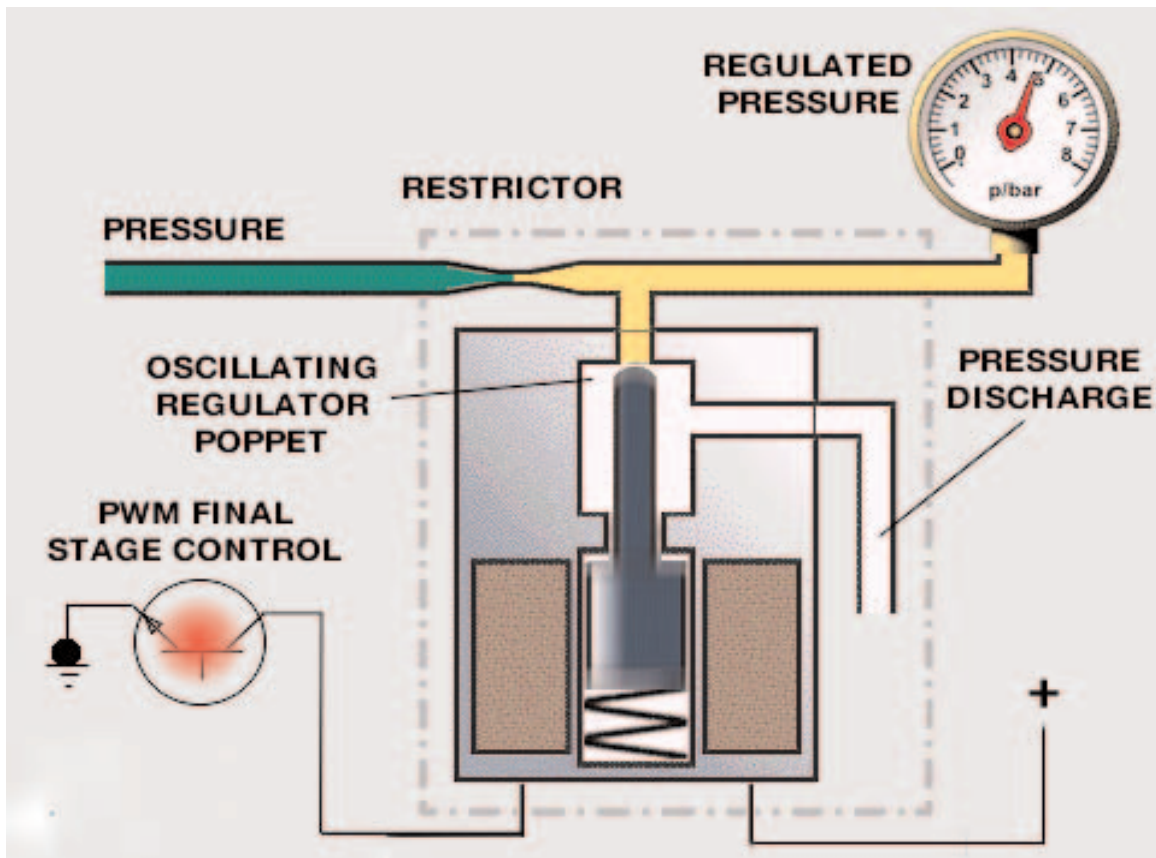 REGULATED
PRESSURE
0 1 2 3 4 5 6 7 8
p/bar
RESTRICTOR
PRESSURE
OSCILLATING
REGULATOR
POPPET
PRESSURE
DISCHARGE
PWM FINAL
STAGE CONTROL
+